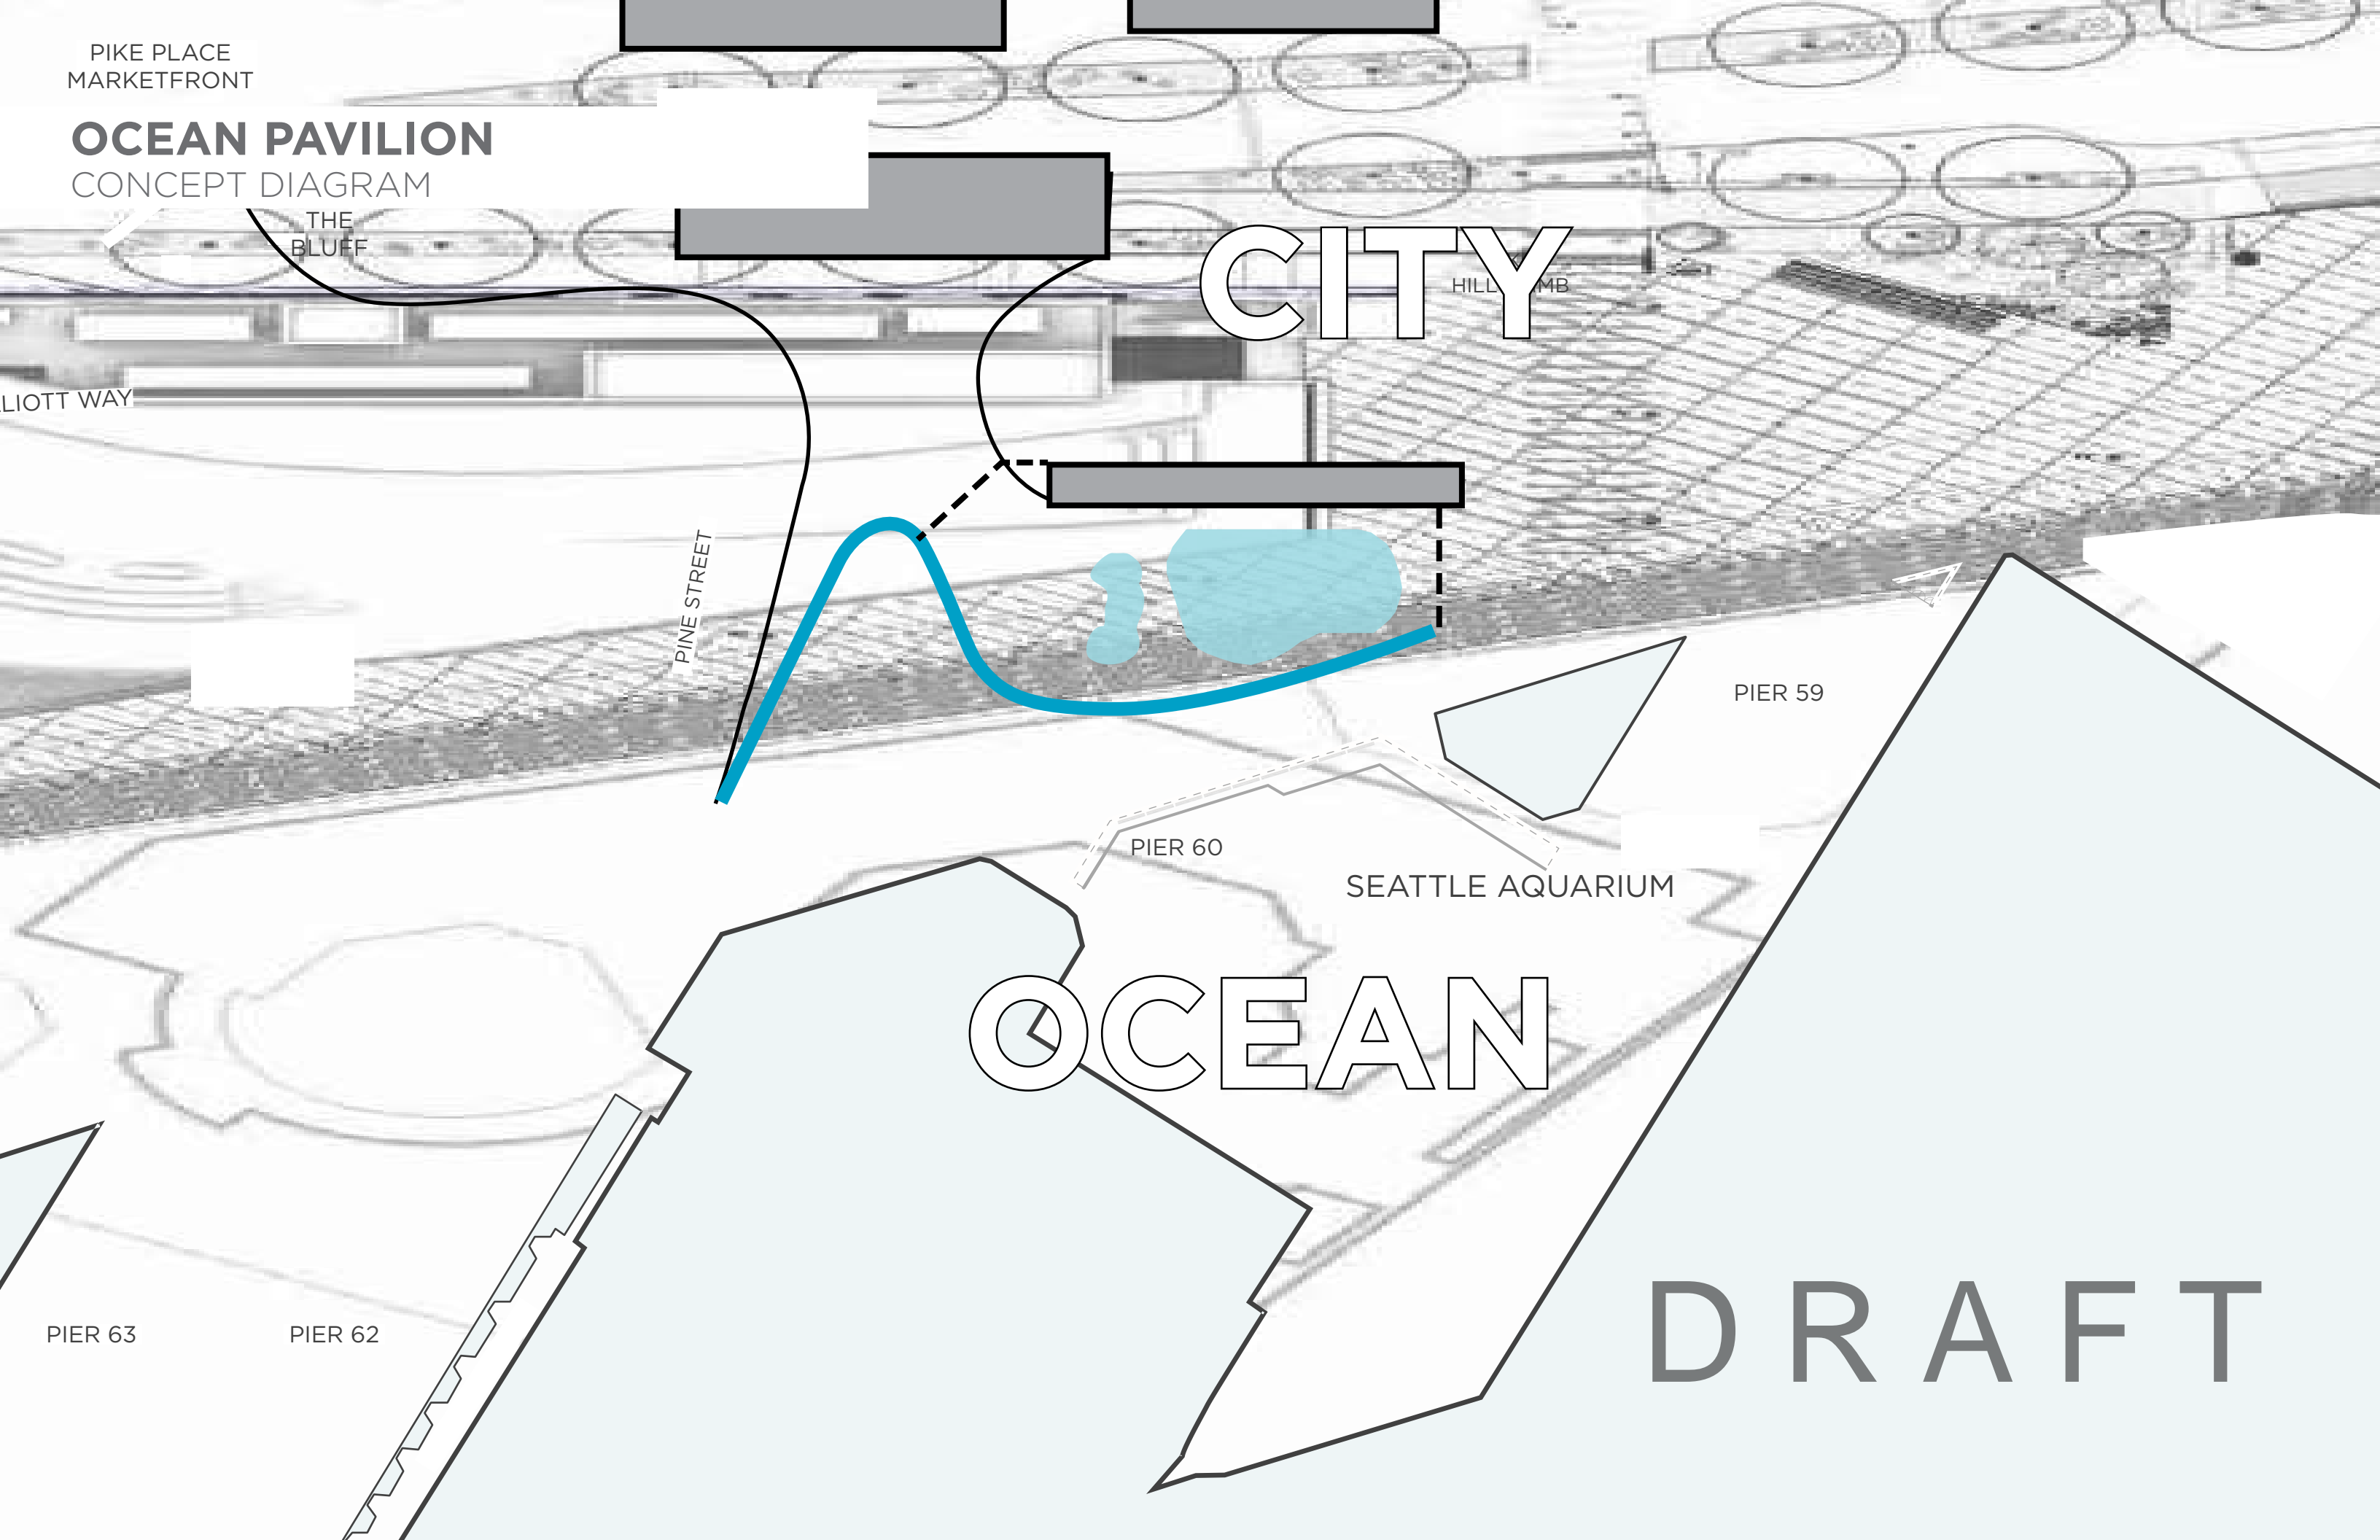 PIKE PLACE
MARKETFRONT
OCEAN PAVILION
CONCEPT DIAGRAM
THE
BLUFF
CITY
WAY
PINE STREET
PIER 59
PIER 60
SEATTLE AQUARIUM
OCEAN
DRAFT
PIER 63
PIER 62